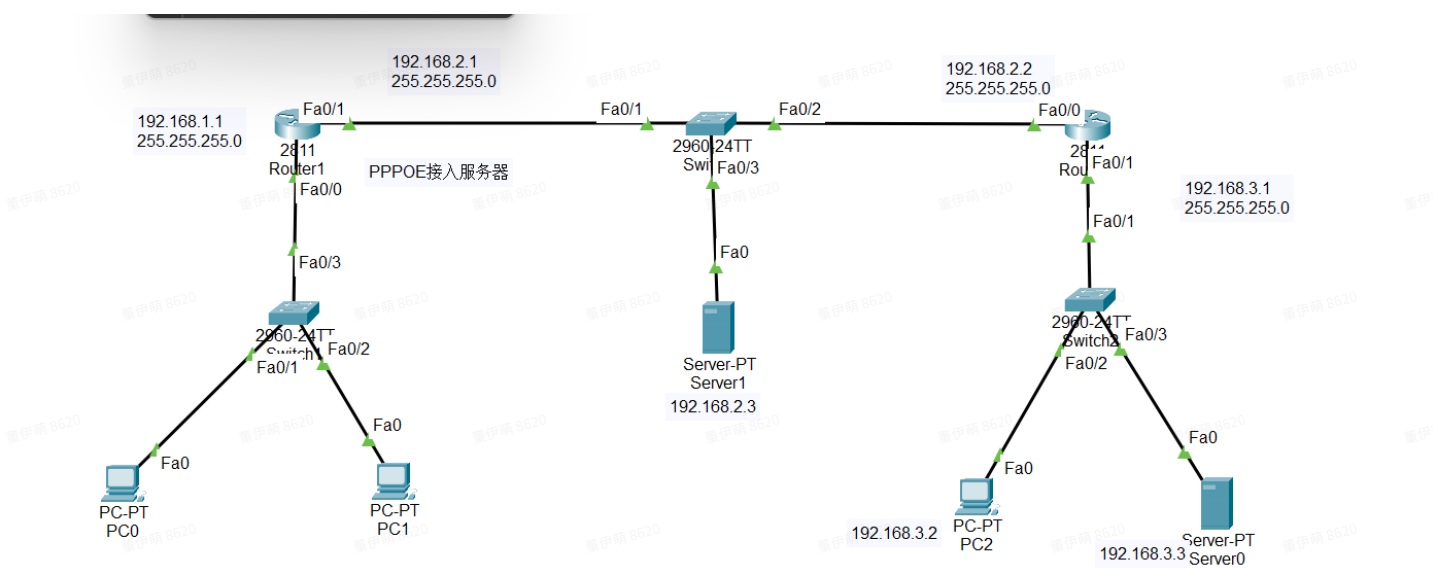 192.168.2.1
255.255.255.0
192.168.2.2
255.255.255.0
192.168.1.1
255.255.255.0
Fa0/1
Fa0/1
Fa0/2
Fa0/0
2811
Router1
Fa0/0
PPPOE接入服务器
2960-24TT
Fa0/3
Fa0/1
192.168.3.1
255.255.255.0
Fa0/1
Fa0
Fa0/3
2960-24TT
Fa0/2
Fa0/1
Server-PT
Server1
192.168.2.3
2960-24TT
Switch2
Fa0/3
Fa0/2
Fa0
Fa0
PC-PT
PC0
PC-PT
PC1
Fa0
Fa0
192.168.3.2
PC-PT
PC2
192.168.3.3
Server-PT
Server0